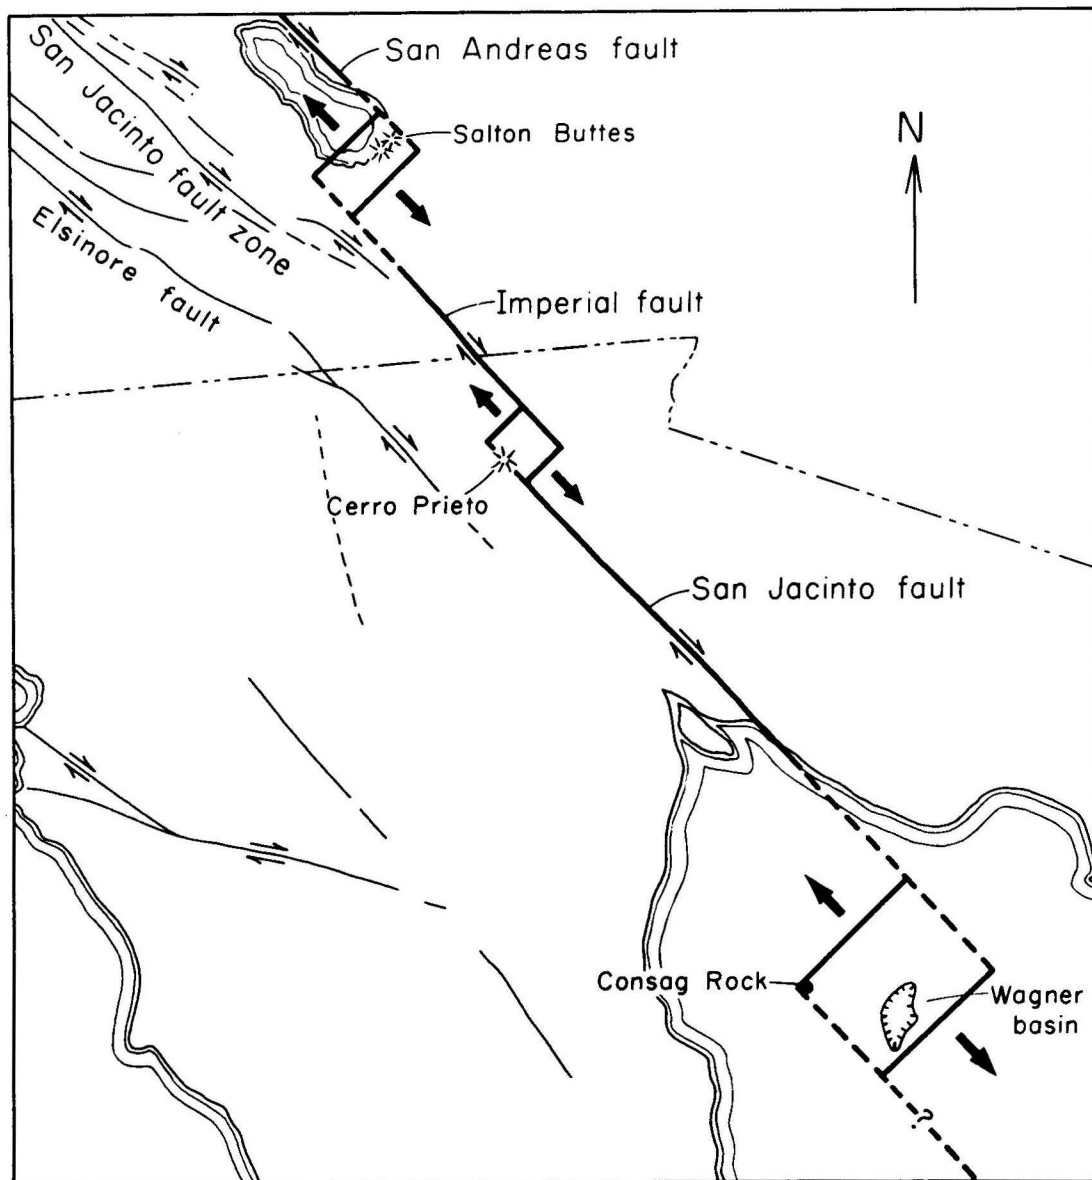 San Andreas fault
San Jacinto fault zone
N
Salton Buttes
Elsinore fault
Imperial fault
Cerro Prieto
San Jacinto fault
Consag Rock
Wagner
basin
?